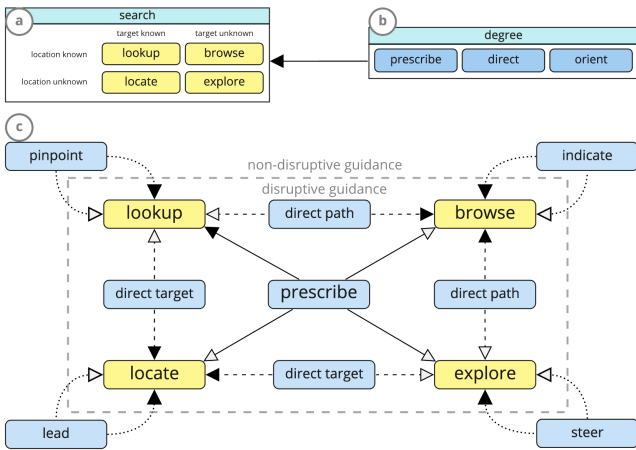 a
search
target known target unknown
location known lookup browse
location unknown locate explore
b
degree
prescribe direct orient
c
pinpoint
indicate
non-disruptive guidance
disruptive guidance
lookup direct path browse
direct target prescribe direct path
locate direct target explore
lead
steer